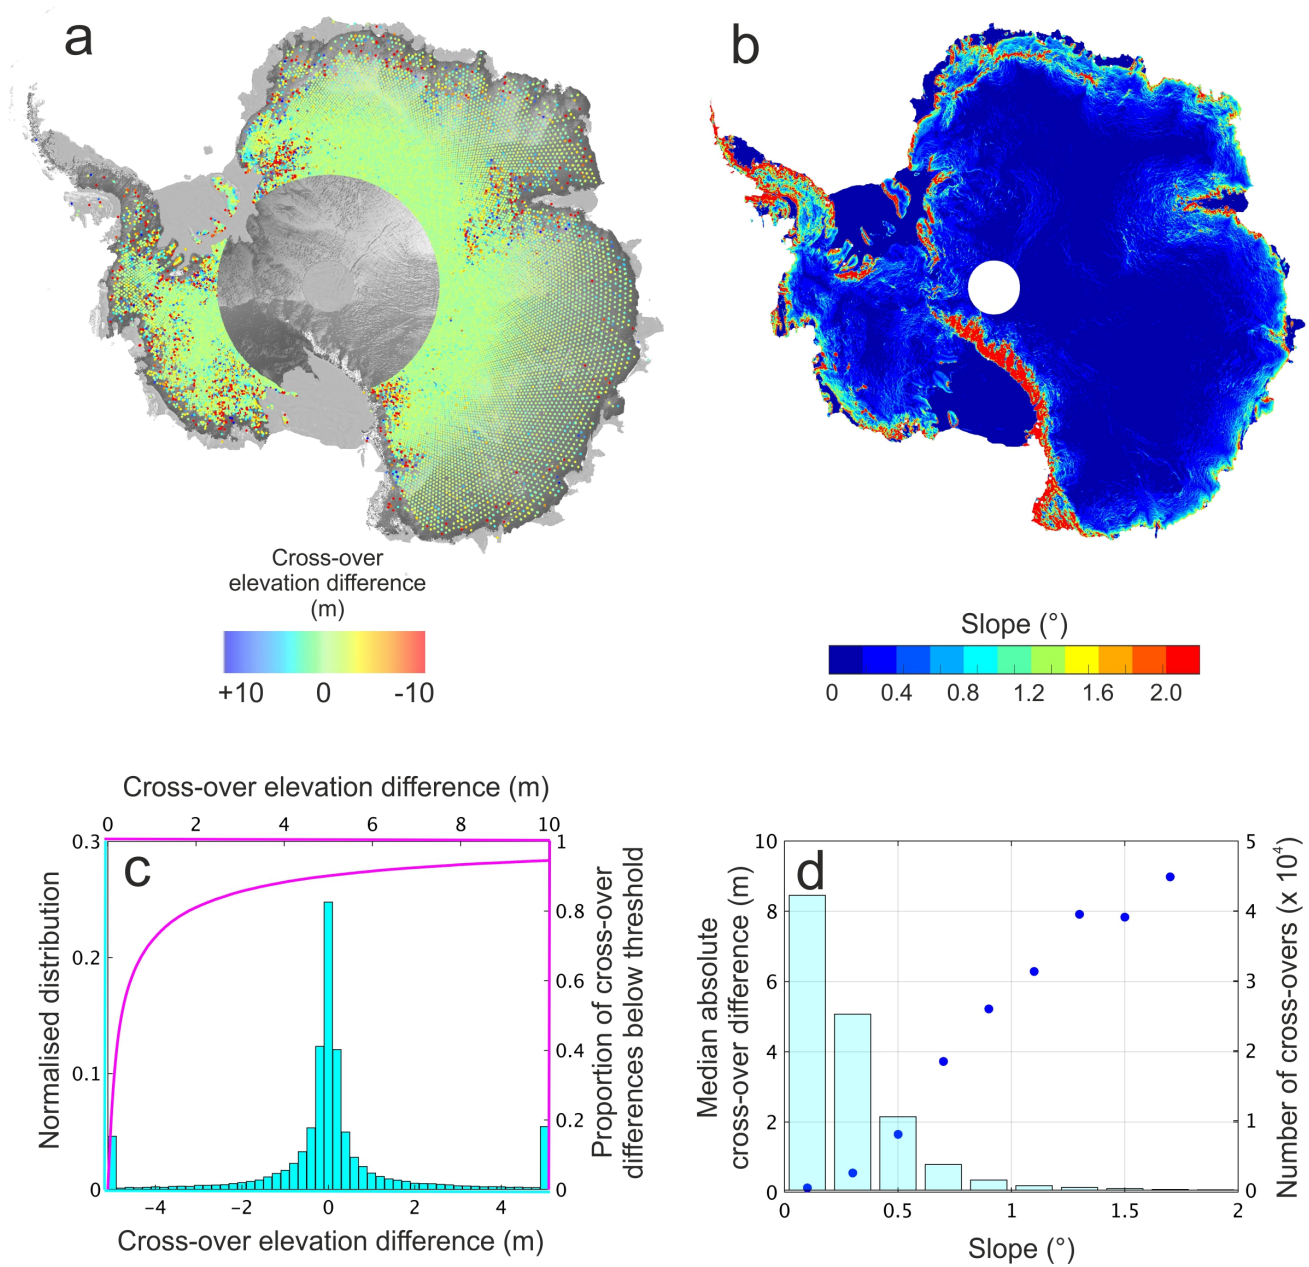 a
b
Cross-over
elevation difference
(m)
+10 0 -10
Slope (°)
0 0.4 0.8 1.2 1.6 2.0
Cross-over elevation difference (m)
0 2 4 6 8 10
c
Normalised distribution
0.3
0.2
0.1
0
1
0.8
0.6
0.4
0.2
0
Proportion of cross-over
differences below threshold
−4 −2 0 2 4
Cross-over elevation difference (m)
d
Median absolute
cross-over difference (m)
10
8
6
4
2
0
5
4
3
2
1
0
Number of cross-overs (x 10⁴)
0 0.5 1 1.5 2
Slope (°)